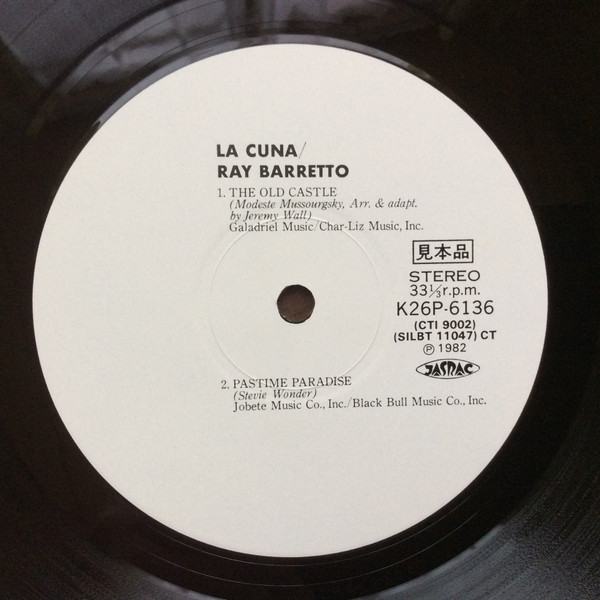 LA CUNA/
RAY BARRETTO
1. THE OLD CASTLE
(Modeste Mussourgsky, Arr. & adapt.
by Jeremy Wall)
Galadriel Music/Char-Liz Music, Inc.
見本品
STEREO
33⅓r.p.m.
K26P-6136
(CTI 9002)
(SILBT 11047) CT
℗ 1982
JASRAC
2. PASTIME PARADISE
(Stevie Wonder)
Jobete Music Co., Inc./Black Bull Music Co., Inc.